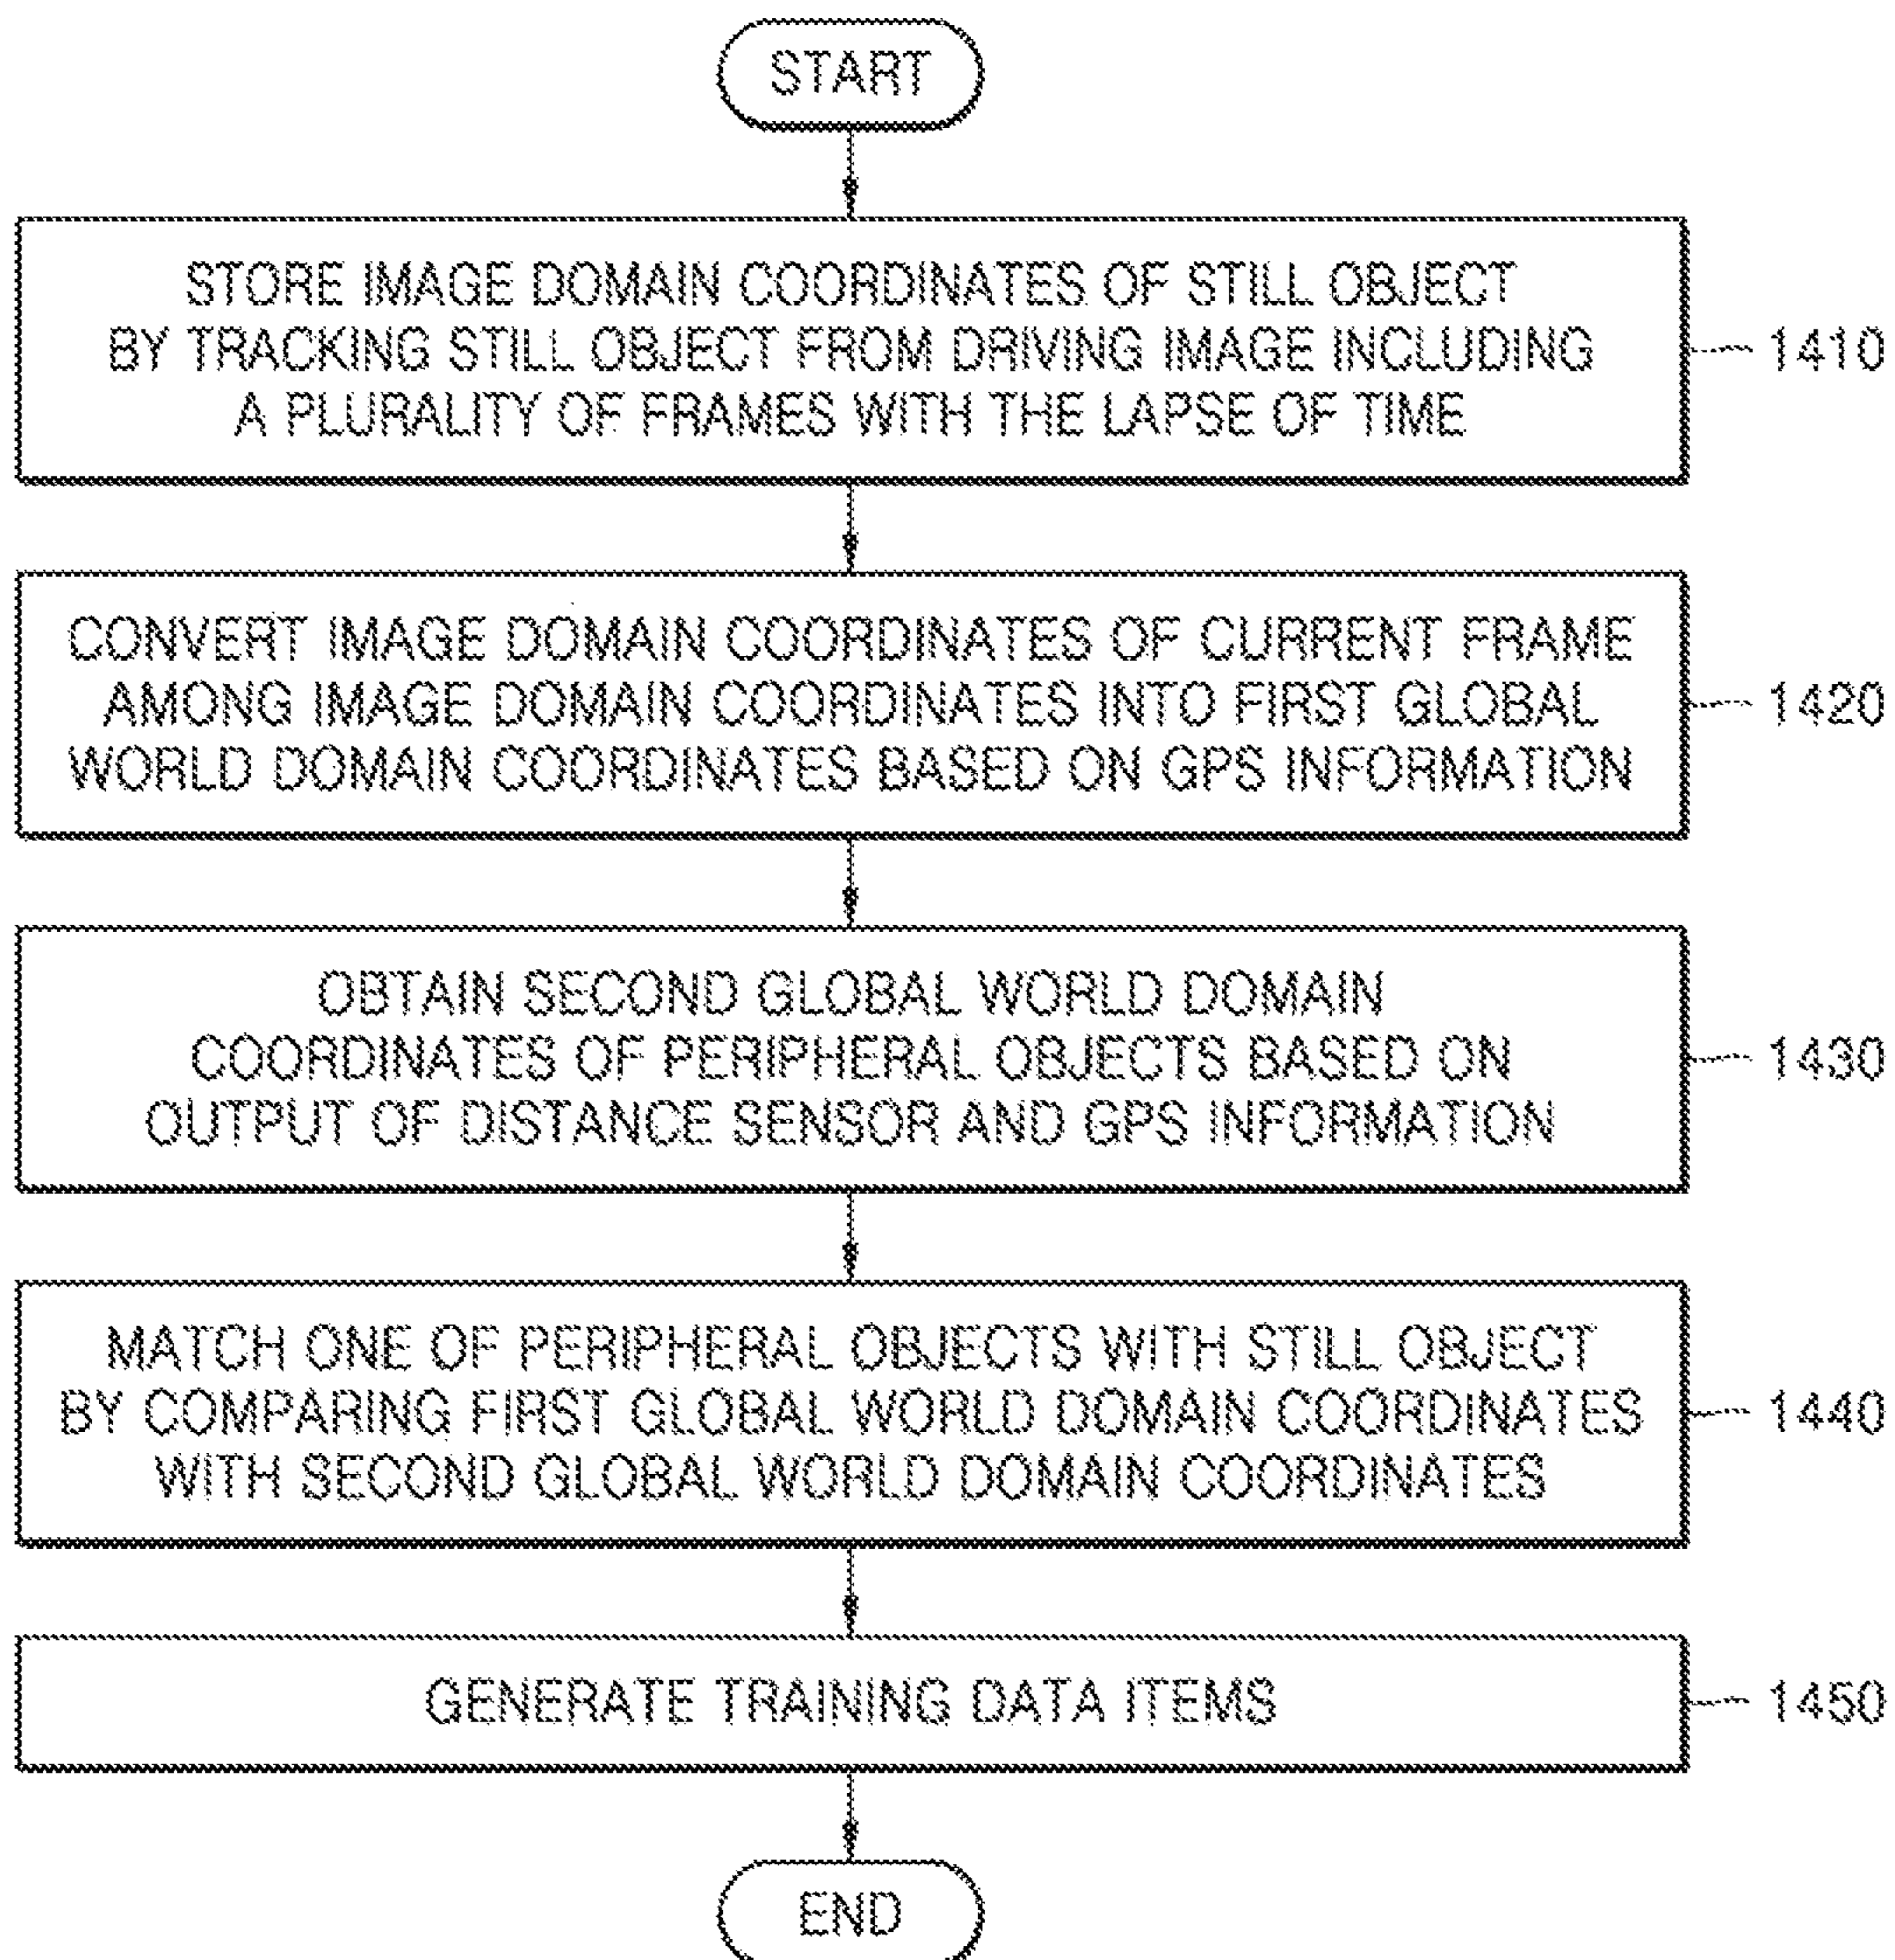 START
STORE IMAGE DOMAIN COORDINATES OF STILL OBJECT
BY TRACKING STILL OBJECT FROM DRIVING IMAGE INCLUDING
A PLURALITY OF FRAMES WITH THE LAPSE OF TIME
1410
CONVERT IMAGE DOMAIN COORDINATES OF CURRENT FRAME
AMONG IMAGE DOMAIN COORDINATES INTO FIRST GLOBAL
WORLD DOMAIN COORDINATES BASED ON GPS INFORMATION
1420
OBTAIN SECOND GLOBAL WORLD DOMAIN
COORDINATES OF PERIPHERAL OBJECTS BASED ON
OUTPUT OF DISTANCE SENSOR AND GPS INFORMATION
1430
MATCH ONE OF PERIPHERAL OBJECTS WITH STILL OBJECT
BY COMPARING FIRST GLOBAL WORLD DOMAIN COORDINATES
WITH SECOND GLOBAL WORLD DOMAIN COORDINATES
1440
GENERATE TRAINING DATA ITEMS
1450
END